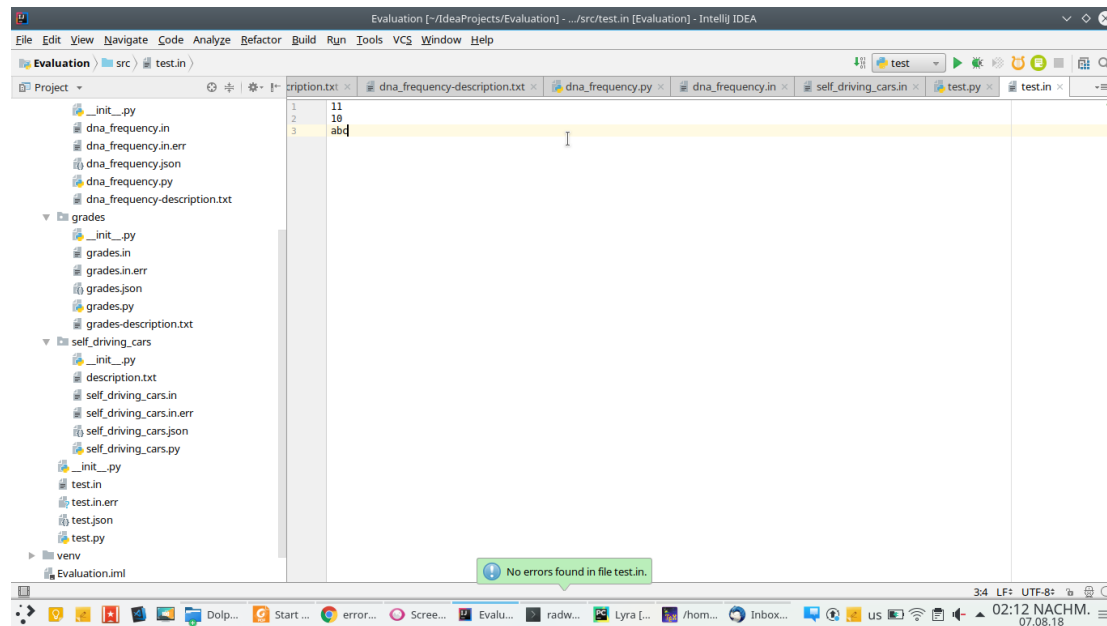 Evaluation [~/IdeaProjects/Evaluation] - .../src/test.in [Evaluation] - IntelliJ IDEA
File Edit View Navigate Code Analyze Refactor Build Run Tools VCS Window Help
Evaluation src test.in test
Project cription.txt dna_frequency-description.txt dna_frequency.py dna_frequency.in self_driving_cars.in test.py test.in
__init__.py
dna_frequency.in
dna_frequency.in.err
dna_frequency.json
dna_frequency.py
dna_frequency-description.txt
grades
__init__.py
grades.in
grades.in.err
grades.json
grades.py
grades-description.txt
self_driving_cars
__init__.py
description.txt
self_driving_cars.in
self_driving_cars.in.err
self_driving_cars.json
self_driving_cars.py
__init__.py
test.in
test.in.err
test.json
test.py
venv
Evaluation.iml
1 11
2 10
3 abc
No errors found in file test.in.
3:4 LF÷ UTF-8÷
Dolp... Start ... error... Scree... Evalu... radw... Lyra [... /hom... Inbox... us 02:12 NACHM.
07.08.18